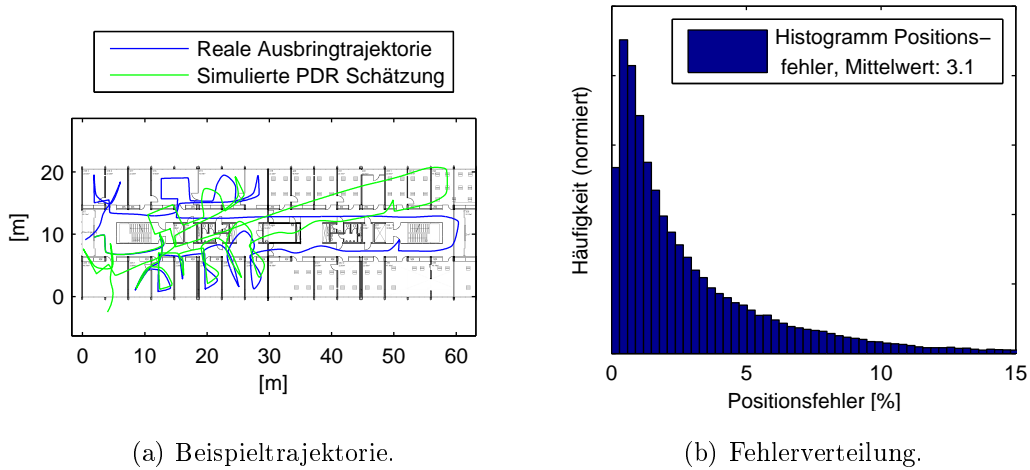 Reale Ausbringtrajektorie
Simulierte PDR Schätzung
20
10
0
[m]
0 10 20 30 40 50 60
[m]
(a) Beispieltrajektorie.
Histogramm Positions−
fehler, Mittelwert: 3.1
Häufigkeit (normiert)
0 5 10 15
Positionsfehler [%]
(b) Fehlerverteilung.